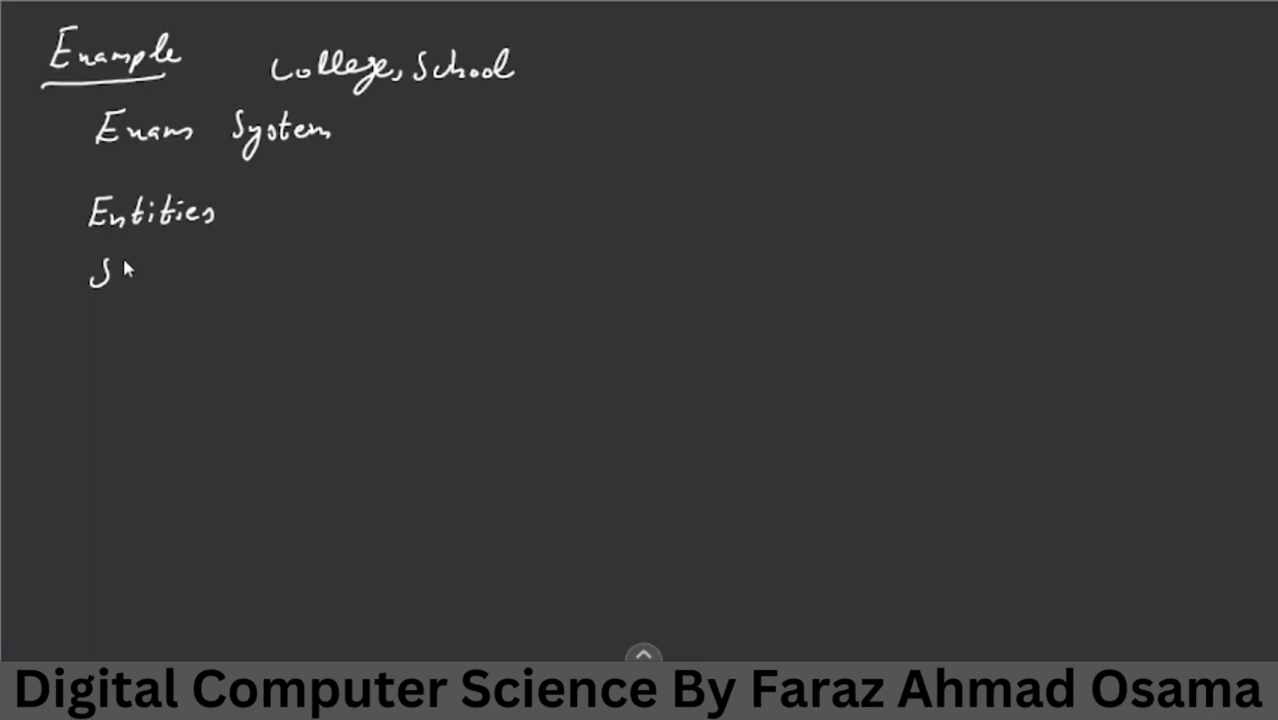 Example College, School
Exams System
Entities
S
Digital Computer Science By Faraz Ahmad Osama